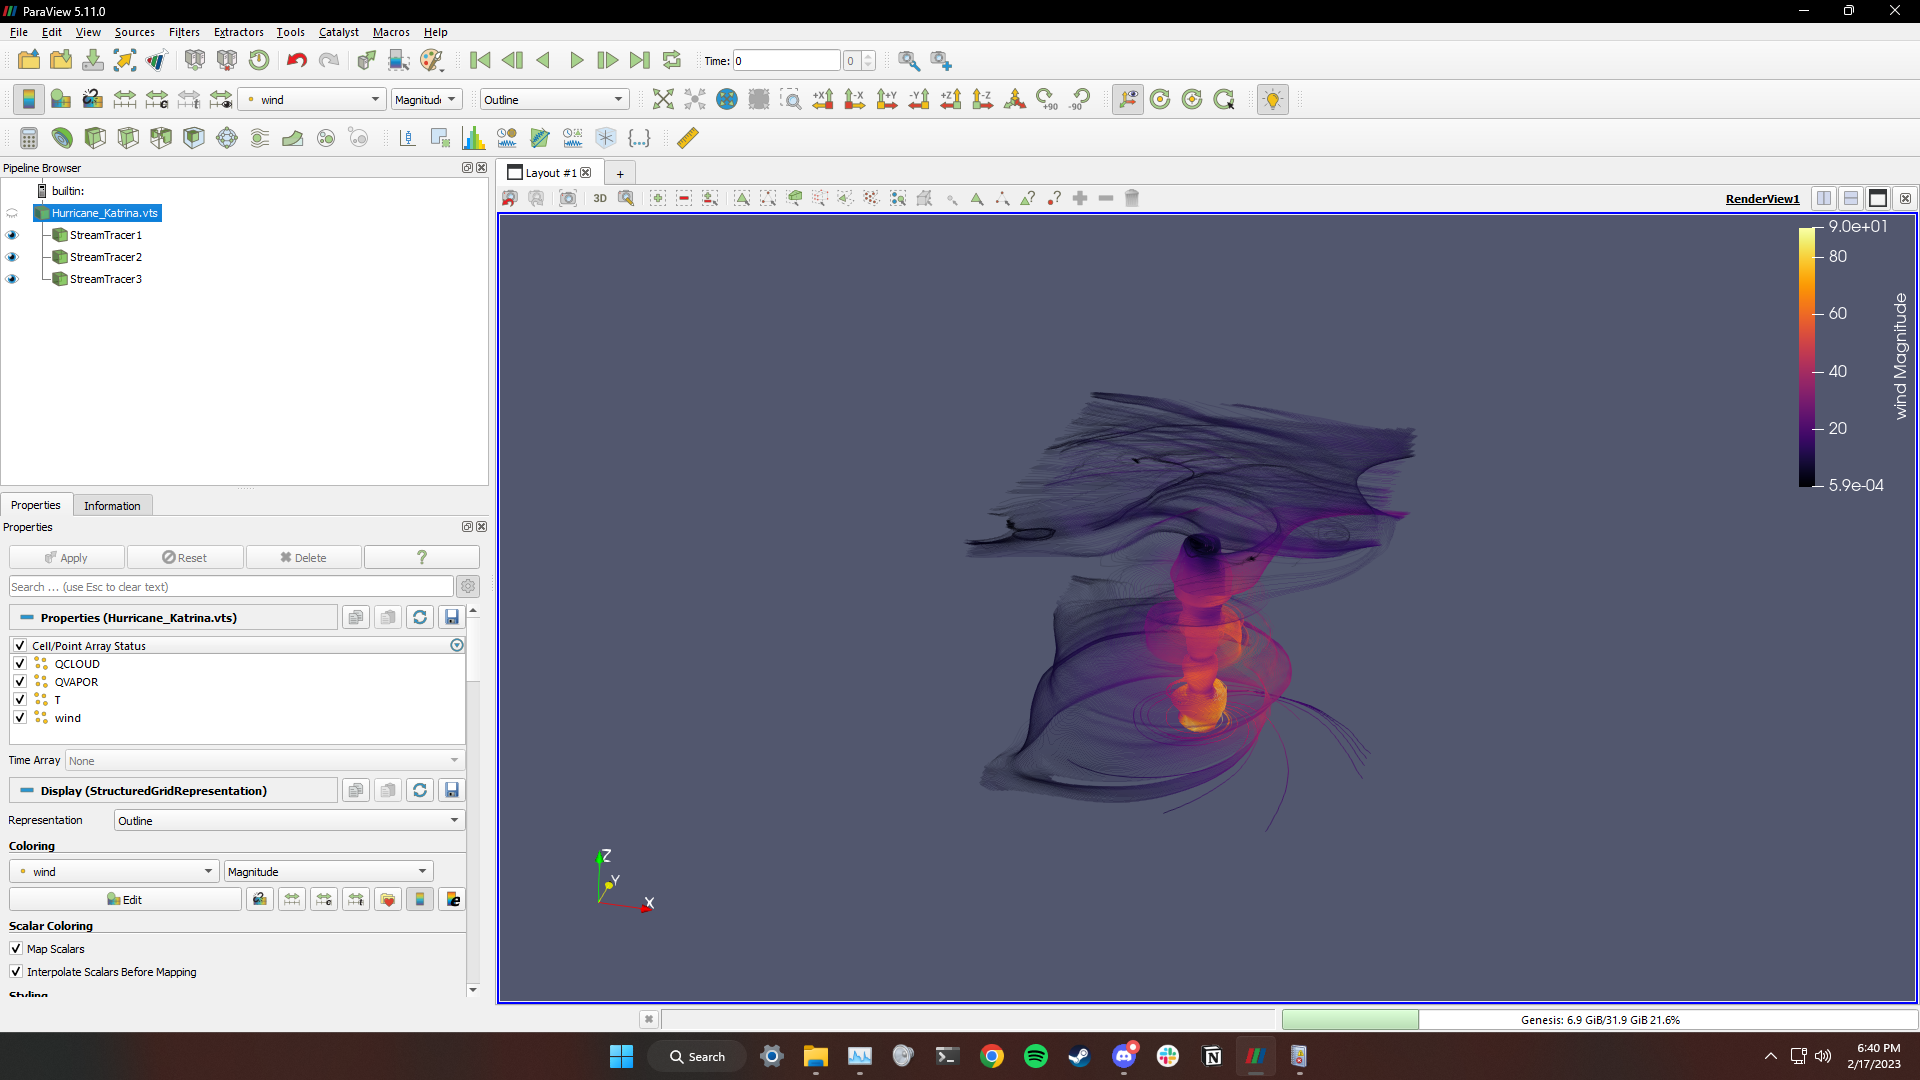 ParaView 5.11.0
File Edit View Sources Filters Extractors Tools Catalyst Macros Help
Time: 0 0
wind Magnitude Outline +X -X +Y -Y +Z -Z +90 -90
Pipeline Browser
builtin:
Hurricane_Katrina.vts
StreamTracer1
StreamTracer2
StreamTracer3
Layout #1 +
3D RenderView1
9.0e+01
80
60
40
20
5.9e-04
wind Magnitude
Z
Y
X
Properties Information
Properties
Apply Reset Delete ?
Search ... (use Esc to clear text)
Properties (Hurricane_Katrina.vts)
Cell/Point Array Status
QCLOUD
QVAPOR
T
wind
Time Array None
Display (StructuredGridRepresentation)
Representation Outline
Coloring
wind Magnitude
Edit
Scalar Coloring
Map Scalars
Interpolate Scalars Before Mapping
Styling
Genesis: 6.9 GiB/31.9 GiB 21.6%
Search
6:40 PM
2/17/2023